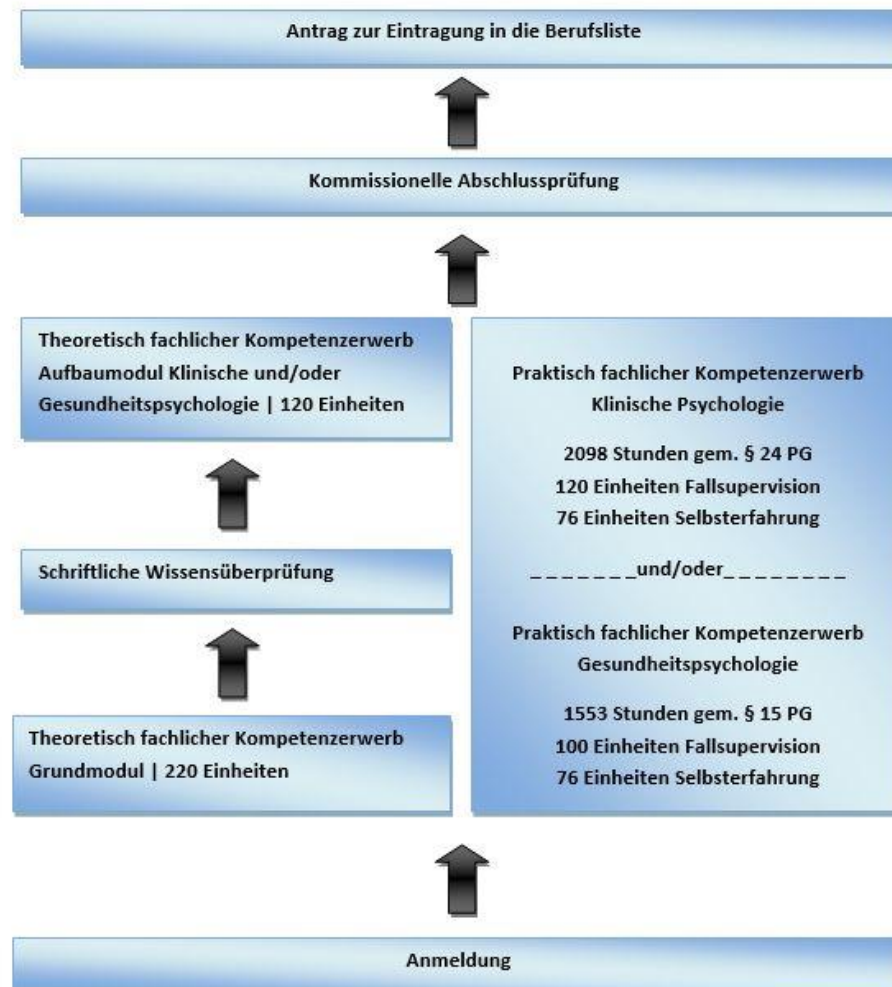 Antrag zur Eintragung in die Berufsliste
Kommissionelle Abschlussprüfung
Theoretisch fachlicher Kompetenzerwerb
Aufbaumodul Klinische und/oder
Gesundheitspsychologie | 120 Einheiten
Schriftliche Wissensüberprüfung
Theoretisch fachlicher Kompetenzerwerb
Grundmodul | 220 Einheiten
Praktisch fachlicher Kompetenzerwerb
Klinische Psychologie
2098 Stunden gem. § 24 PG
120 Einheiten Fallsupervision
76 Einheiten Selbsterfahrung
_ _ _ _ _ _ _und/oder_ _ _ _ _ _ _ _
Praktisch fachlicher Kompetenzerwerb
Gesundheitspsychologie
1553 Stunden gem. § 15 PG
100 Einheiten Fallsupervision
76 Einheiten Selbsterfahrung
Anmeldung